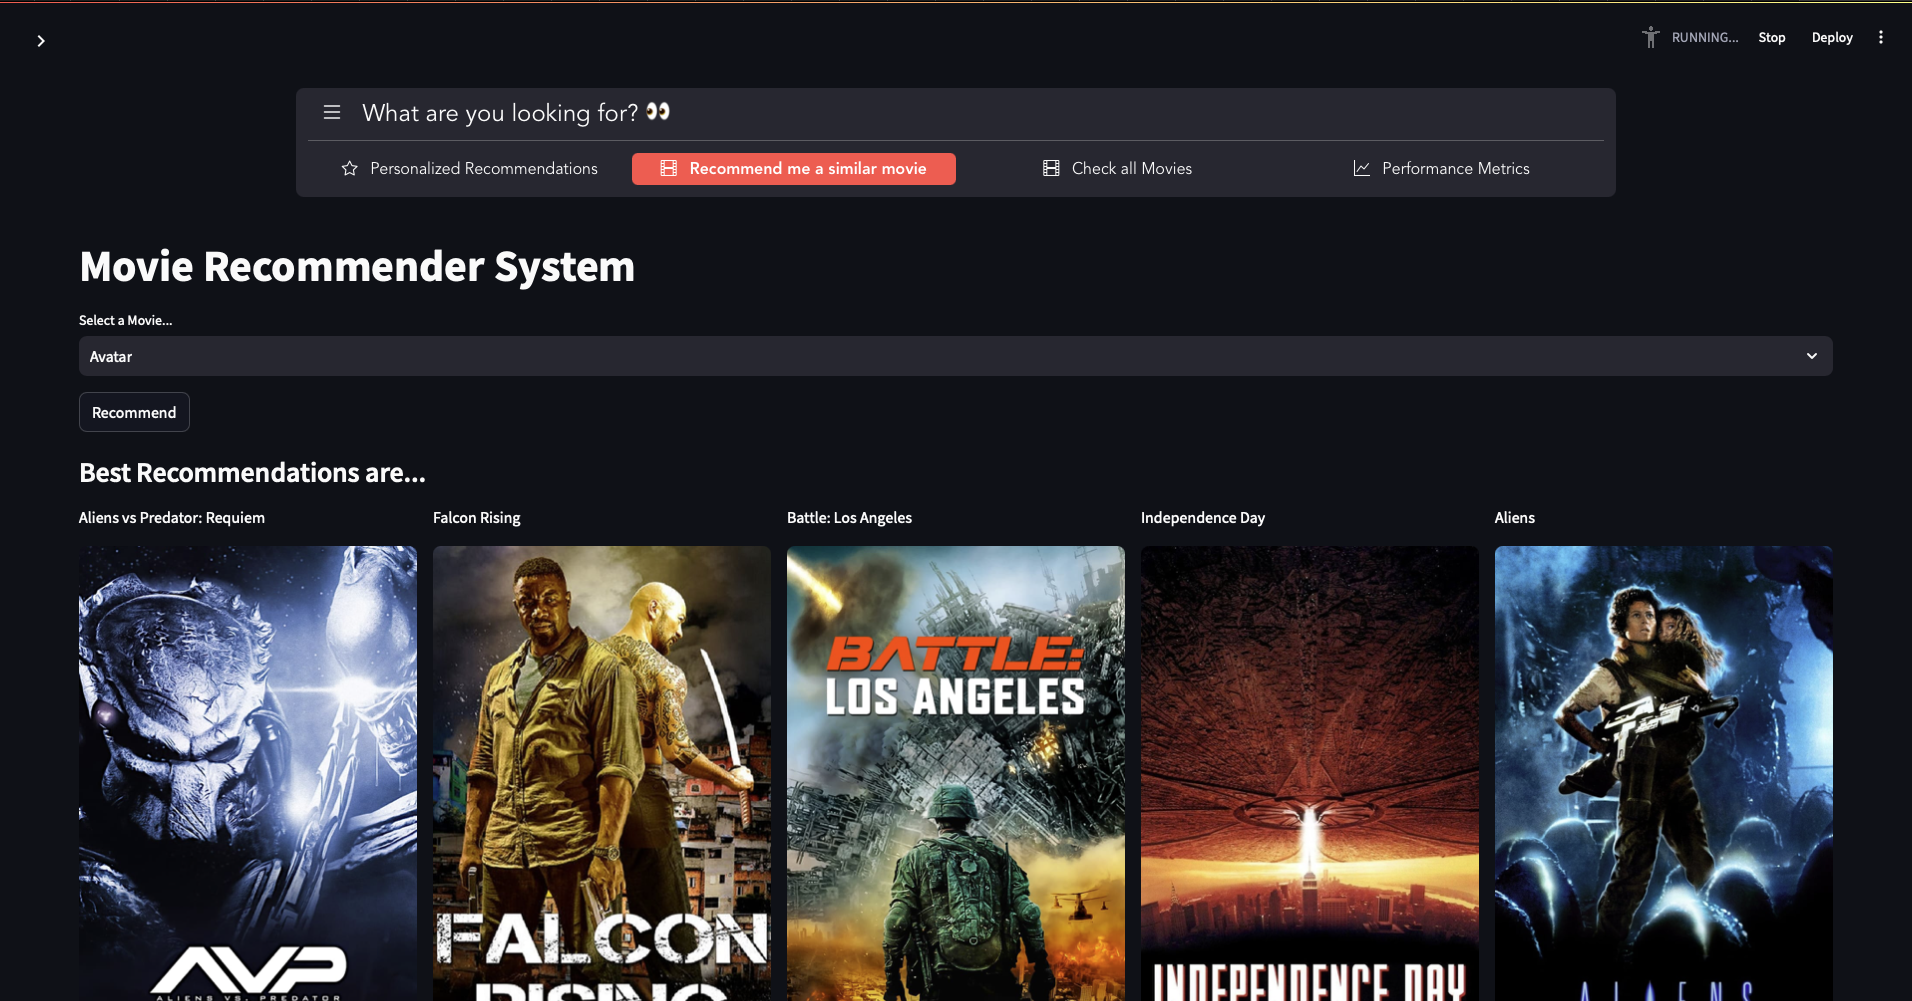 RUNNING...
Stop
Deploy
What are you looking for? 👀
Personalized Recommendations
Recommend me a similar movie
Check all Movies
Performance Metrics
Movie Recommender System
Select a Movie...
Avatar
Recommend
Best Recommendations are...
Aliens vs Predator: Requiem
Falcon Rising
Battle: Los Angeles
Independence Day
Aliens
AVP
ALIENS VS. PREDATOR
FALCON
RISING
BATTLE:
LOS ANGELES
INDEPENDENCE DAY
ALIENS